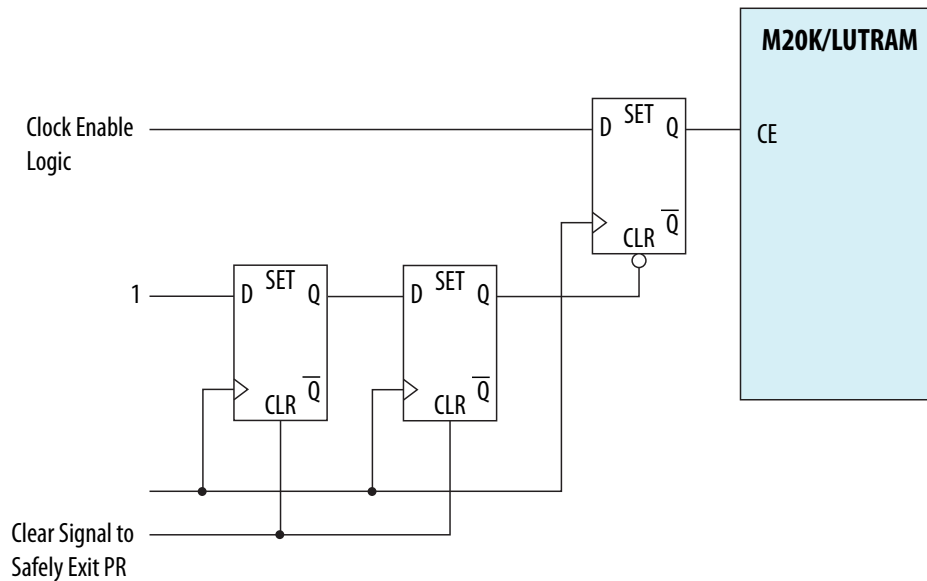 M20K/LUTRAM
Clock Enable
Logic
D SET Q
CE
Q
CLR
1
D SET Q
Q
CLR
D SET Q
Q
CLR
Clear Signal to
Safely Exit PR